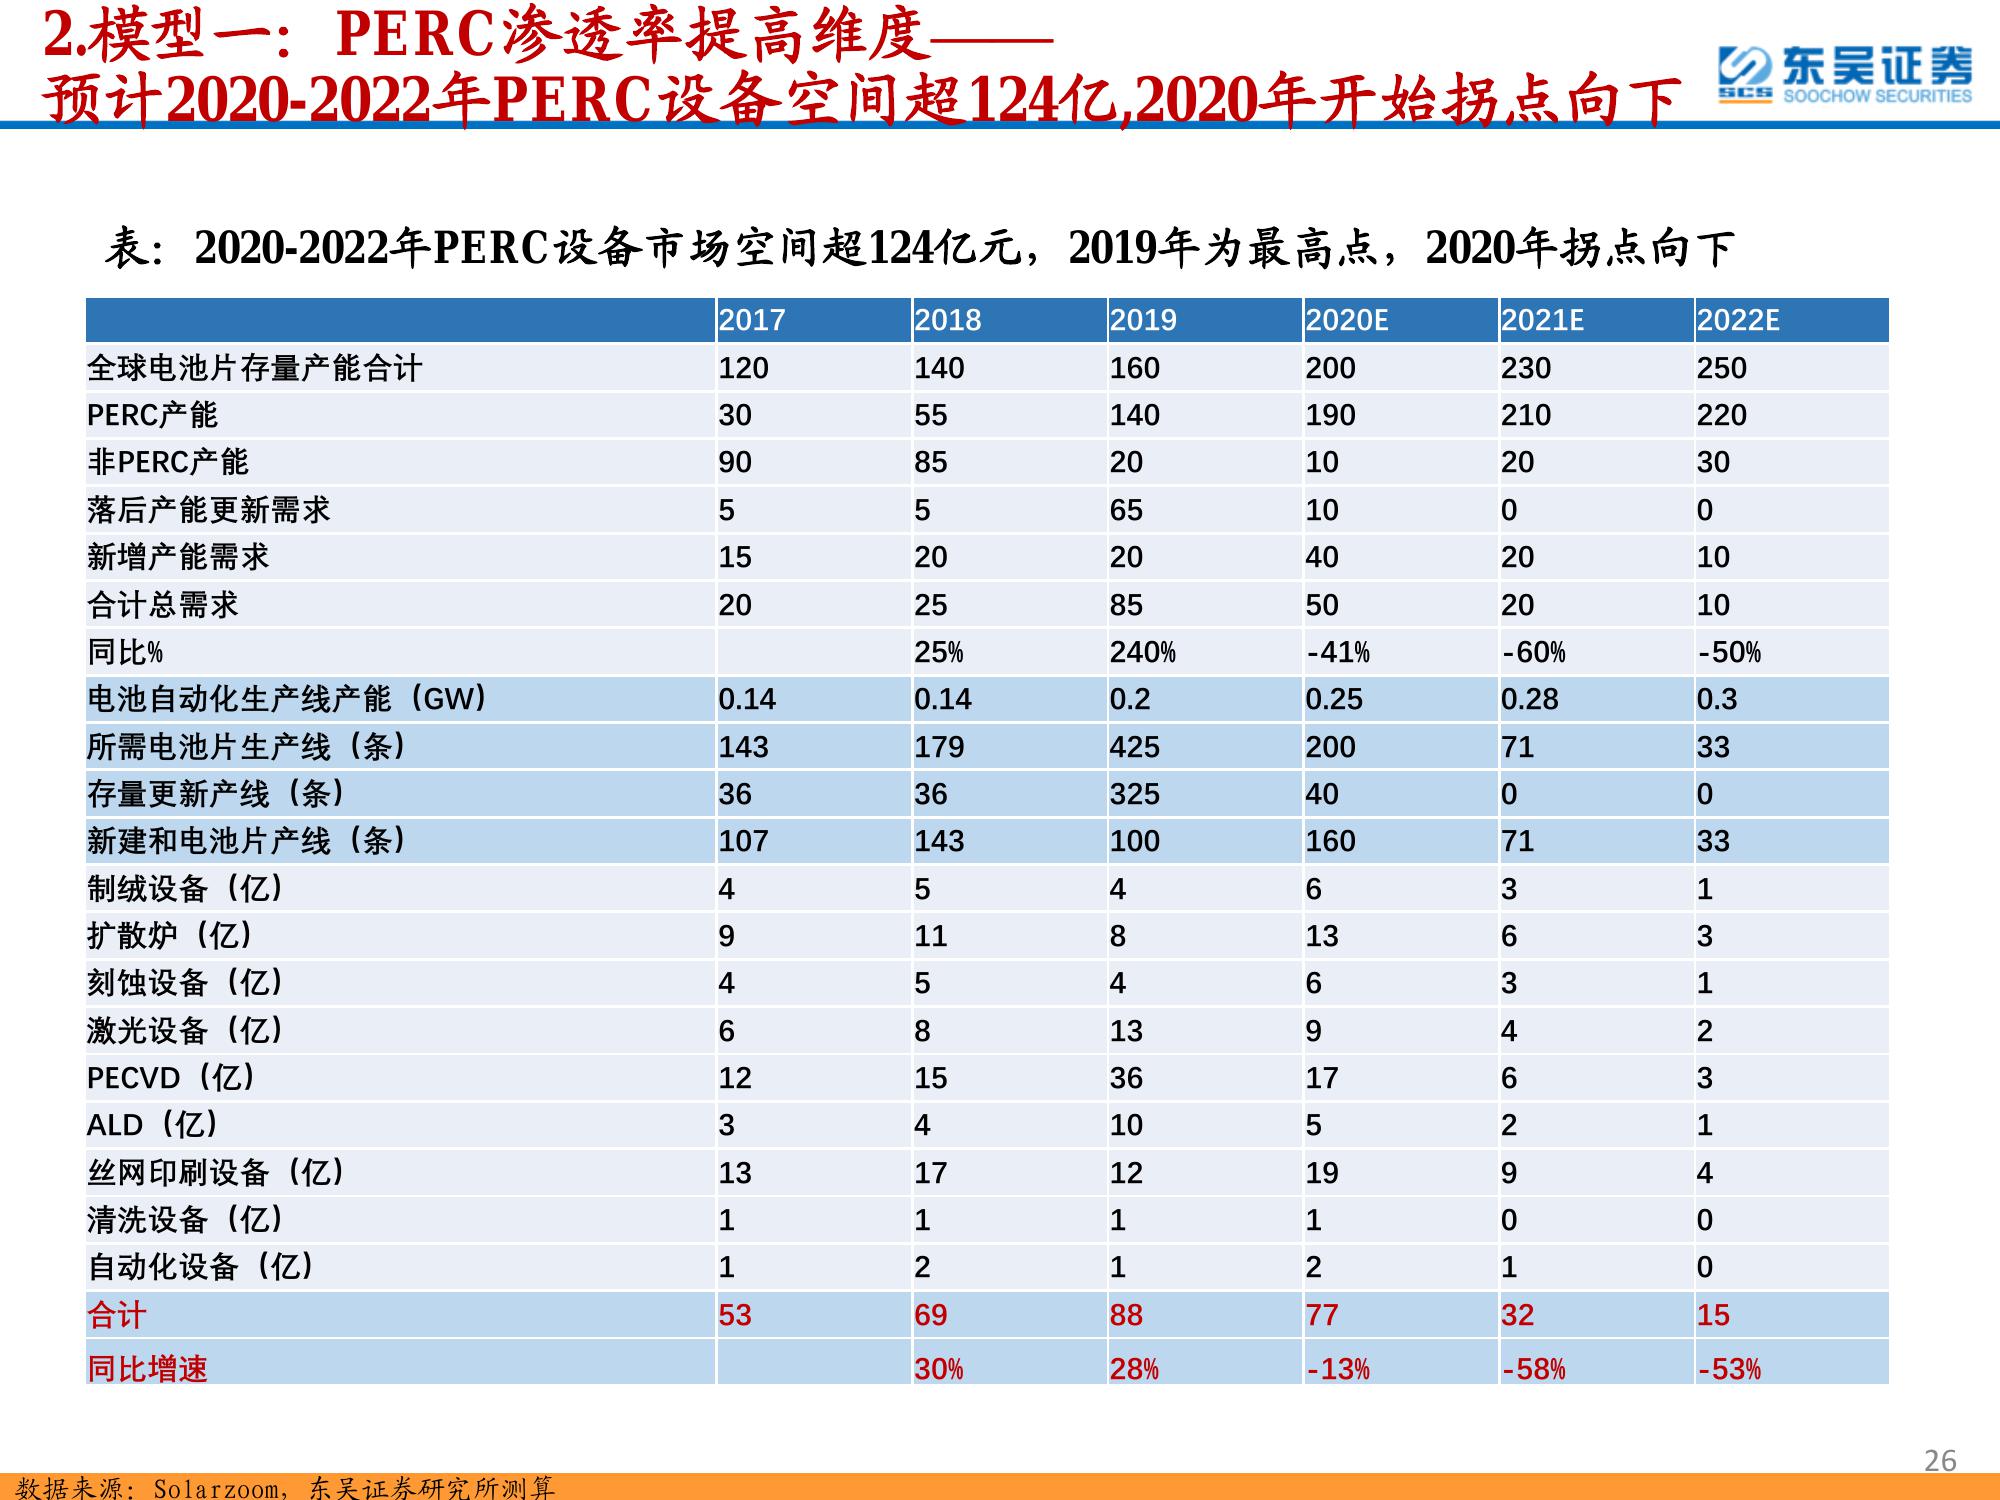 2.模型一：PERC渗透率提高维度——
预计2020-2022年PERC设备空间超124亿,2020年开始拐点向下
SCS 东吴证券
SOOCHOW SECURITIES
表：2020-2022年PERC设备市场空间超124亿元，2019年为最高点，2020年拐点向下
2017 2018 2019 2020E 2021E 2022E
全球电池片存量产能合计 120 140 160 200 230 250
PERC产能 30 55 140 190 210 220
非PERC产能 90 85 20 10 20 30
落后产能更新需求 5 5 65 10 0 0
新增产能需求 15 20 20 40 20 10
合计总需求 20 25 85 50 20 10
同比% 25% 240% -41% -60% -50%
电池自动化生产线产能（GW） 0.14 0.14 0.2 0.25 0.28 0.3
所需电池片生产线（条） 143 179 425 200 71 33
存量更新产线（条） 36 36 325 40 0 0
新建和电池片产线（条） 107 143 100 160 71 33
制绒设备（亿） 4 5 4 6 3 1
扩散炉（亿） 9 11 8 13 6 3
刻蚀设备（亿） 4 5 4 6 3 1
激光设备（亿） 6 8 13 9 4 2
PECVD（亿） 12 15 36 17 6 3
ALD（亿） 3 4 10 5 2 1
丝网印刷设备（亿） 13 17 12 19 9 4
清洗设备（亿） 1 1 1 1 0 0
自动化设备（亿） 1 2 1 2 1 0
合计 53 69 88 77 32 15
同比增速 30% 28% -13% -58% -53%
26
数据来源：Solarzoom，东吴证券研究所测算